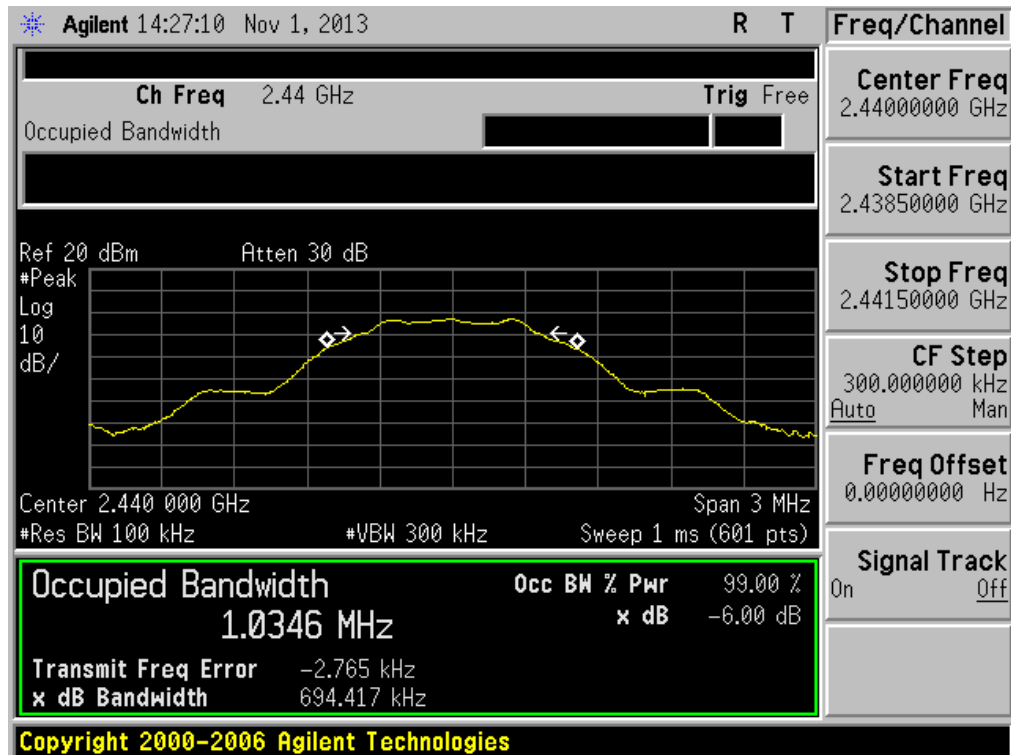 Agilent 14:27:10 Nov 1, 2013 R T
Ch Freq 2.44 GHz Trig Free
Occupied Bandwidth
Ref 20 dBm Atten 30 dB
#Peak
Log
10
dB/
Center 2.440 000 GHz Span 3 MHz
#Res BW 100 kHz #VBW 300 kHz Sweep 1 ms (601 pts)
Occupied Bandwidth
1.0346 MHz
Occ BW % Pwr 99.00 %
x dB -6.00 dB
Transmit Freq Error -2.765 kHz
x dB Bandwidth 694.417 kHz
Copyright 2000-2006 Agilent Technologies
Freq/Channel
Center Freq
2.44000000 GHz
Start Freq
2.43850000 GHz
Stop Freq
2.44150000 GHz
CF Step
300.000000 kHz
Auto Man
Freq Offset
0.00000000 Hz
Signal Track
On Off